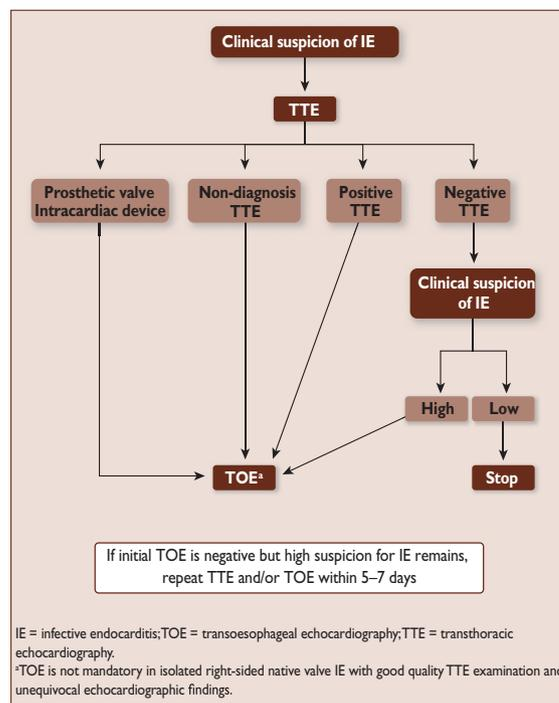 Clinical suspicion of IE
TTE
Prosthetic valve
Intracardiac device
Non-diagnosis
TTE
Positive
TTE
Negative
TTE
Clinical suspicion
of IE
High
Low
TOEᵃ
Stop
If initial TOE is negative but high suspicion for IE remains,
repeat TTE and/or TOE within 5–7 days
IE = infective endocarditis; TOE = transoesophageal echocardiography; TTE = transthoracic
echocardiography.
ᵃTOE is not mandatory in isolated right-sided native valve IE with good quality TTE examination and
unequivocal echocardiographic findings.